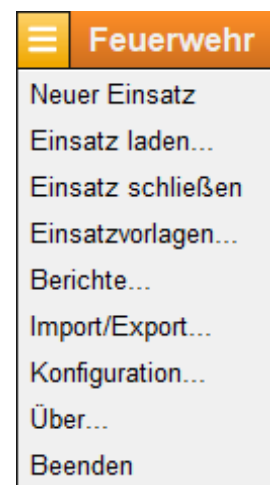 Feuerwehr
Neuer Einsatz
Einsatz laden...
Einsatz schließen
Einsatzvorlagen...
Berichte...
Import/Export...
Konfiguration...
Über...
Beenden